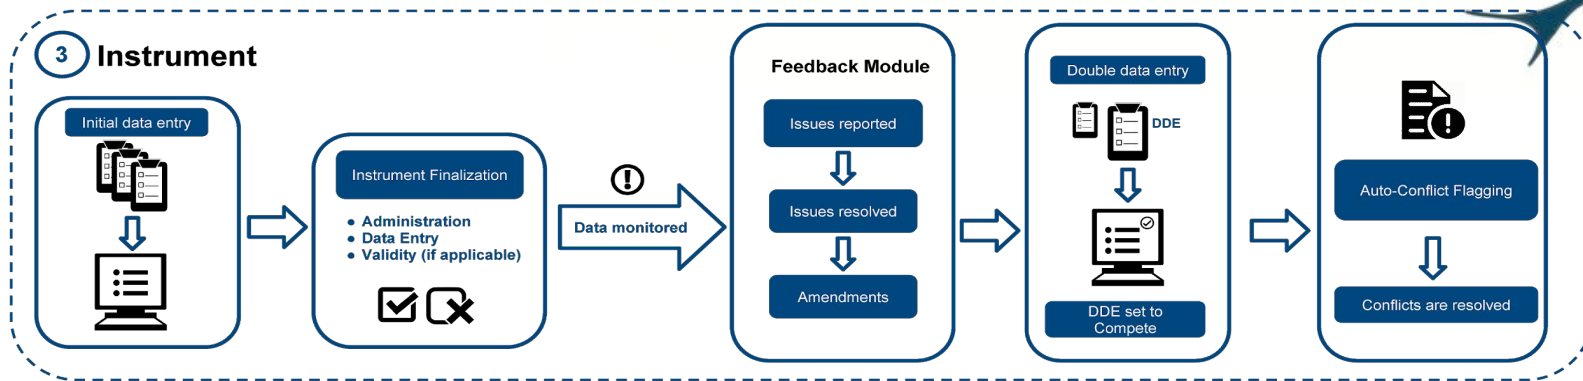 3 Instrument
Initial data entry
Instrument Finalization
• Administration
• Data Entry
• Validity (if applicable)
Data monitored
Feedback Module
Issues reported
Issues resolved
Amendments
Double data entry
DDE
DDE set to
Compete
Auto-Conflict Flagging
Conflicts are resolved